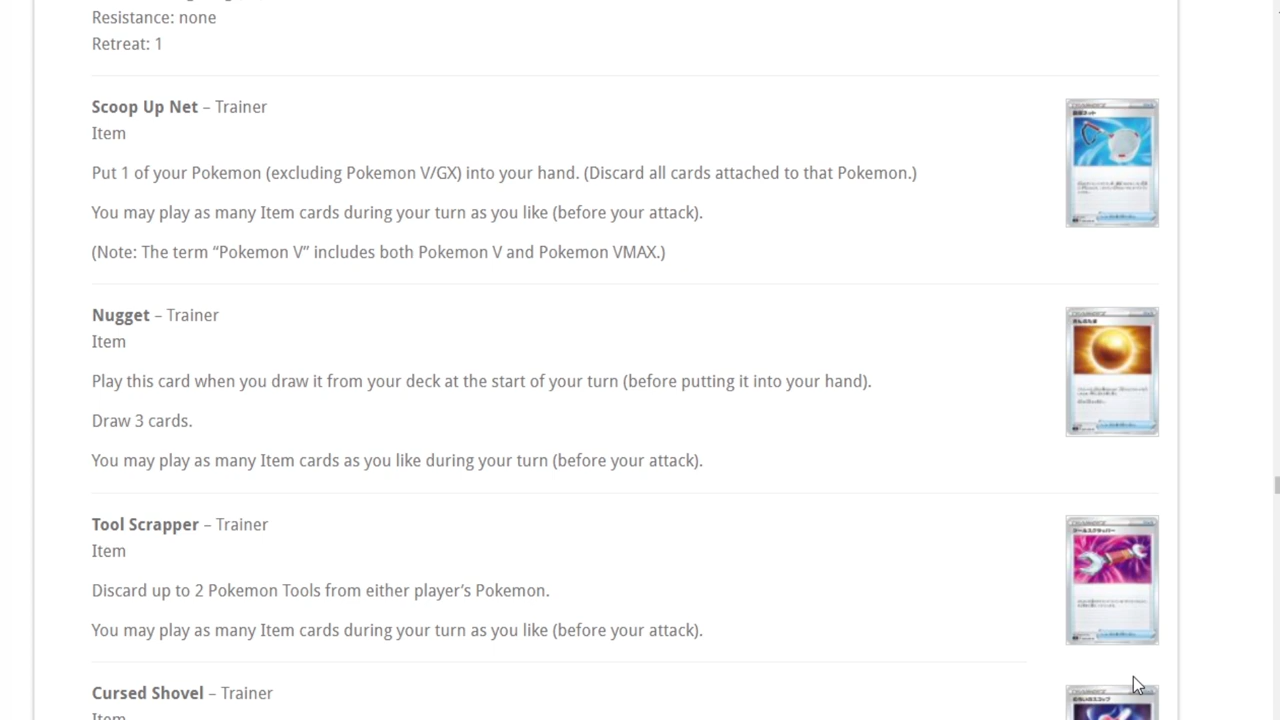 Resistance: none
Retreat: 1
Scoop Up Net – Trainer
Item
Put 1 of your Pokemon (excluding Pokemon V/GX) into your hand. (Discard all cards attached to that Pokemon.)
You may play as many Item cards during your turn as you like (before your attack).
(Note: The term “Pokemon V” includes both Pokemon V and Pokemon VMAX.)
Nugget – Trainer
Item
Play this card when you draw it from your deck at the start of your turn (before putting it into your hand).
Draw 3 cards.
You may play as many Item cards as you like during your turn (before your attack).
Tool Scrapper – Trainer
Item
Discard up to 2 Pokemon Tools from either player’s Pokemon.
You may play as many Item cards during your turn as you like (before your attack).
Cursed Shovel – Trainer
Item